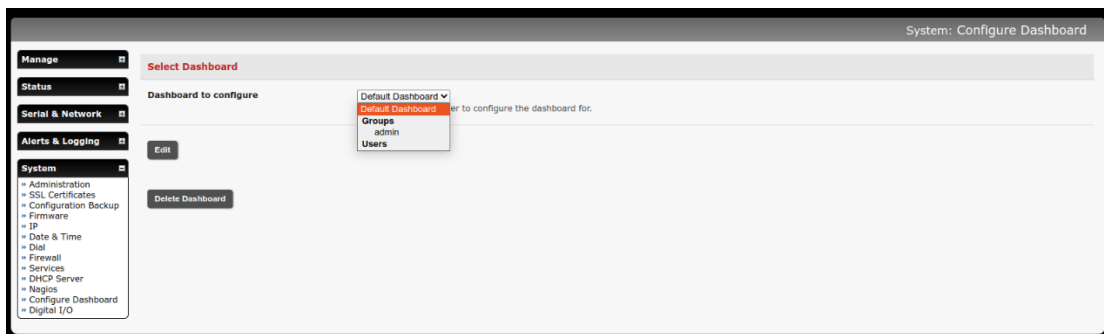 System: Configure Dashboard
Manage
Status
Serial & Network
Alerts & Logging
System
» Administration
» SSL Certificates
» Configuration Backup
» Firmware
» IP
» Date & Time
» Dial
» Firewall
» Services
» DHCP Server
» Nagios
» Configure Dashboard
» Digital I/O
Select Dashboard
Dashboard to configure
Default Dashboard
Default Dashboard
Groups
admin
Users
er to configure the dashboard for.
Edit
Delete Dashboard